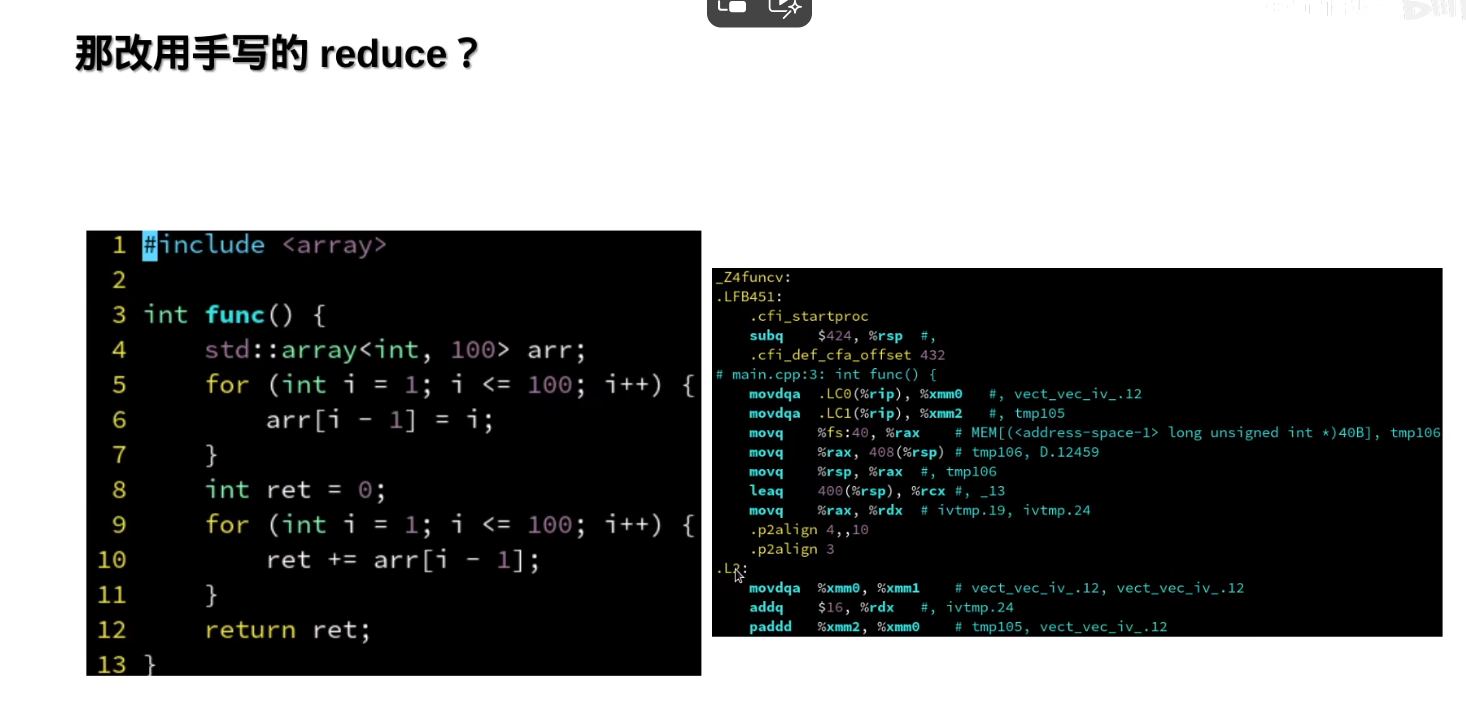 那改用手写的 reduce？
1 #include <array>
2
3 int func() {
4     std::array<int, 100> arr;
5     for (int i = 1; i <= 100; i++) {
6         arr[i - 1] = i;
7     }
8     int ret = 0;
9     for (int i = 1; i <= 100; i++) {
10         ret += arr[i - 1];
11     }
12     return ret;
13 }
_Z4funcv:
.LFB451:
    .cfi_startproc
    subq    $424, %rsp  #,
    .cfi_def_cfa_offset 432
# main.cpp:3: int func() {
    movdqa  .LC0(%rip), %xmm0   #, vect_vec_iv_.12
    movdqa  .LC1(%rip), %xmm2   #, tmp105
    movq    %fs:40, %rax    # MEM[(<address-space-1> long unsigned int *)40B], tmp106
    movq    %rax, 408(%rsp) # tmp106, D.12459
    movq    %rsp, %rax  #, tmp106
    leaq    400(%rsp), %rcx #, _13
    movq    %rax, %rdx  # ivtmp.19, ivtmp.24
    .p2align 4,,10
    .p2align 3
.L2:
    movdqa  %xmm0, %xmm1    # vect_vec_iv_.12, vect_vec_iv_.12
    addq    $16, %rdx   #, ivtmp.24
    paddd   %xmm2, %xmm0    # tmp105, vect_vec_iv_.12